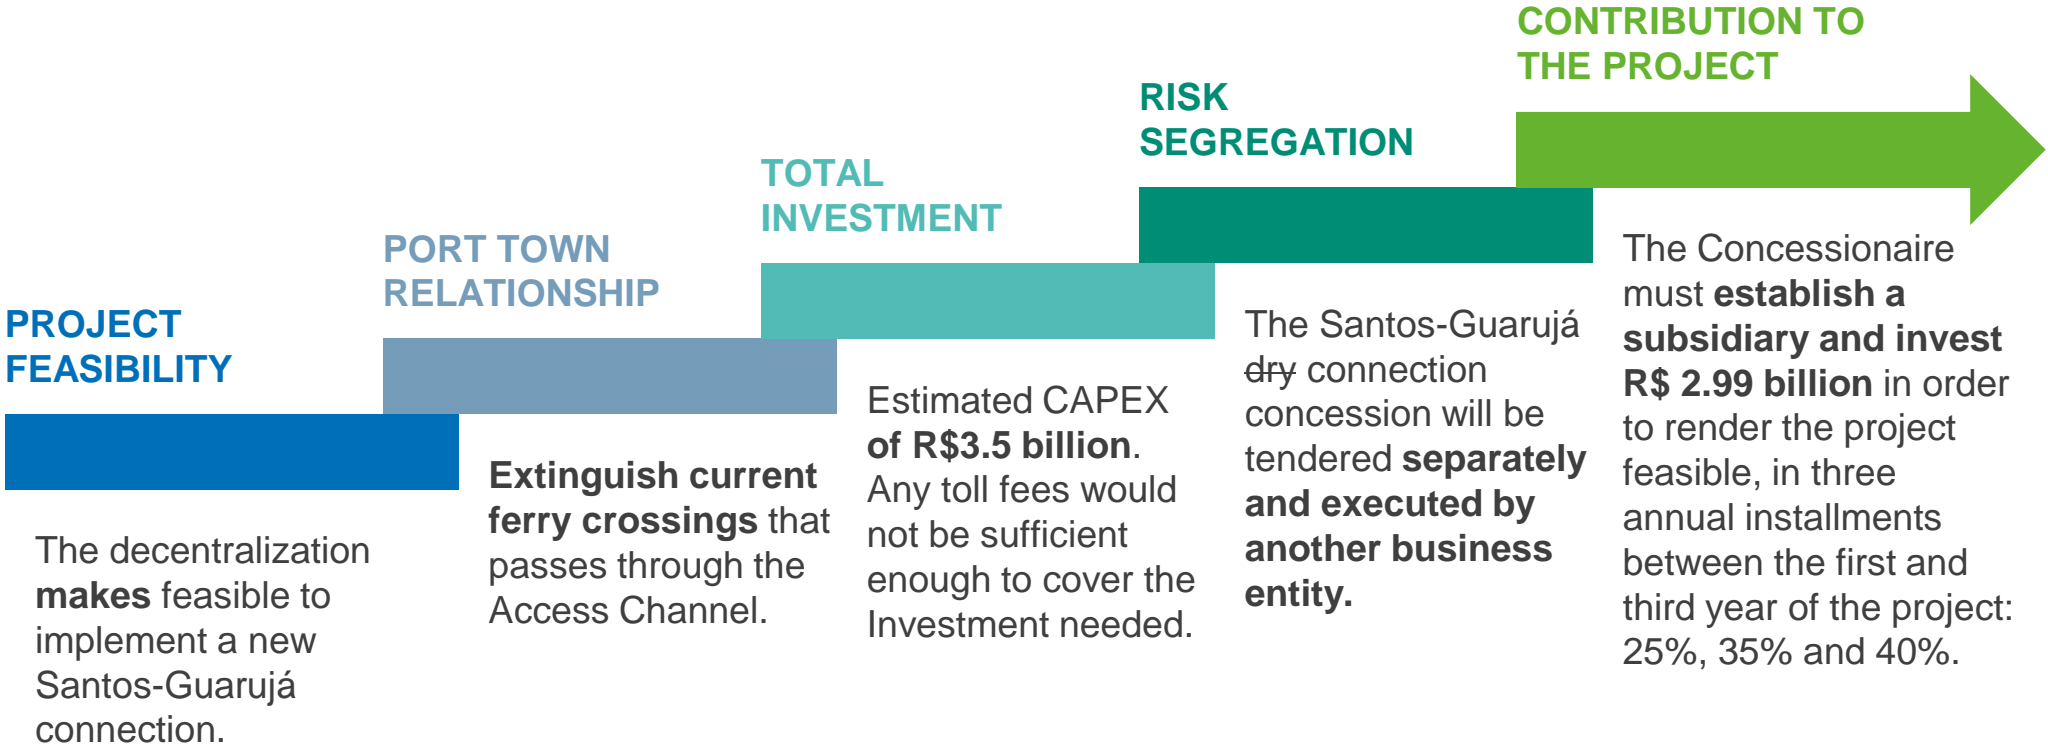 PROJECT
FEASIBILITY
The decentralization
makes feasible to
implement a new
Santos-Guarujá
connection.
PORT TOWN
RELATIONSHIP
Extinguish current
ferry crossings that
passes through the
Access Channel.
TOTAL
INVESTMENT
Estimated CAPEX
of R$3.5 billion.
Any toll fees would
not be sufficient
enough to cover the
Investment needed.
RISK
SEGREGATION
The Santos-Guarujá
dry connection
concession will be
tendered separately
and executed by
another business
entity.
CONTRIBUTION TO
THE PROJECT
The Concessionaire
must establish a
subsidiary and invest
R$ 2.99 billion in order
to render the project
feasible, in three
annual installments
between the first and
third year of the project:
25%, 35% and 40%.